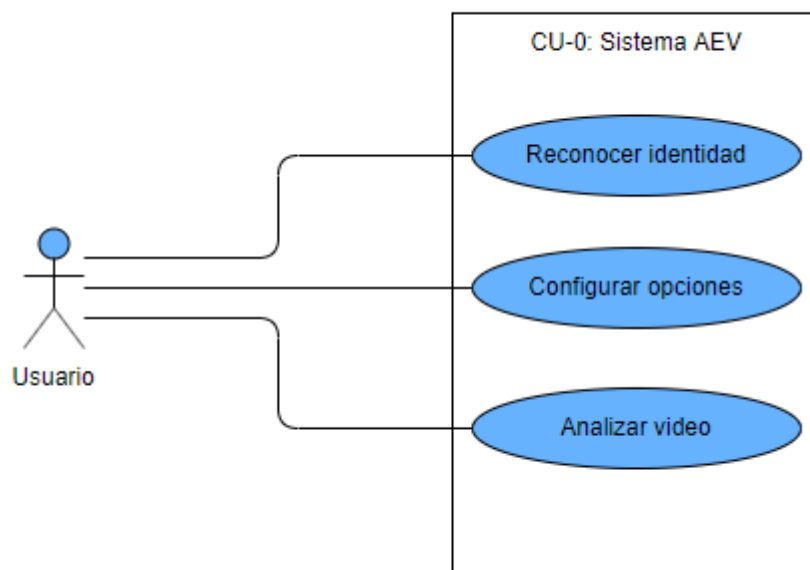 CU-0: Sistema AEV
Reconocer identidad
Configurar opciones
Analizar video
Usuario